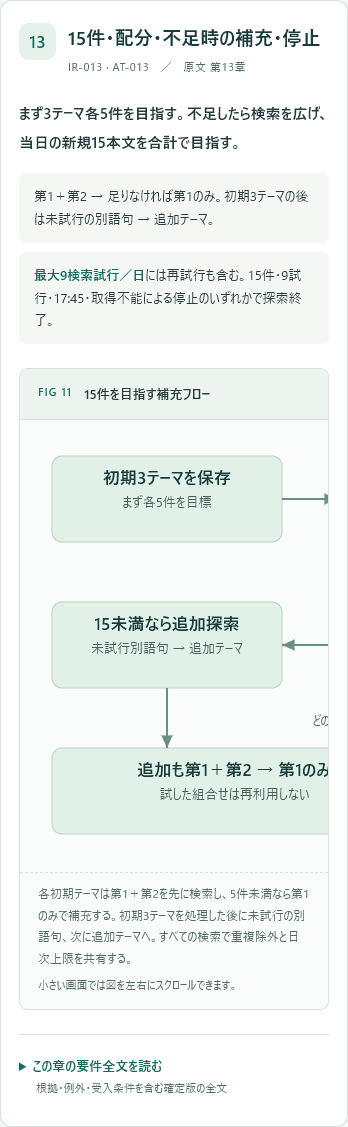 13
15件・配分・不足時の補充・停止
IR-013・AT-013 ／ 原文 第13章
まず3テーマ各5件を目指す。不足したら検索を広げ、
当日の新規15本文を合計で目指す。
第1＋第2 → 足りなければ第1のみ。初期3テーマの後
は未試行の別語句 → 追加テーマ。
最大9検索試行／日には再試行も含む。15件・9試
行・17:45・取得不能による停止のいずれかで探索終
了。
FIG 11 15件を目指す補充フロー
初期3テーマを保存
まず各5件を目標
15未満なら追加探索
未試行別語句 → 追加テーマ
どの
追加も第1＋第2 → 第1のみ
試した組合せは再利用しない
各初期テーマは第1＋第2を先に検索し、5件未満なら第1
のみで補充する。初期3テーマを処理した後に未試行の別
語句、次に追加テーマへ。すべての検索で重複除外と日
次上限を共有する。
小さい画面では図を左右にスクロールできます。
▶ この章の要件全文を読む
根拠・例外・受入条件を含む確定版の全文